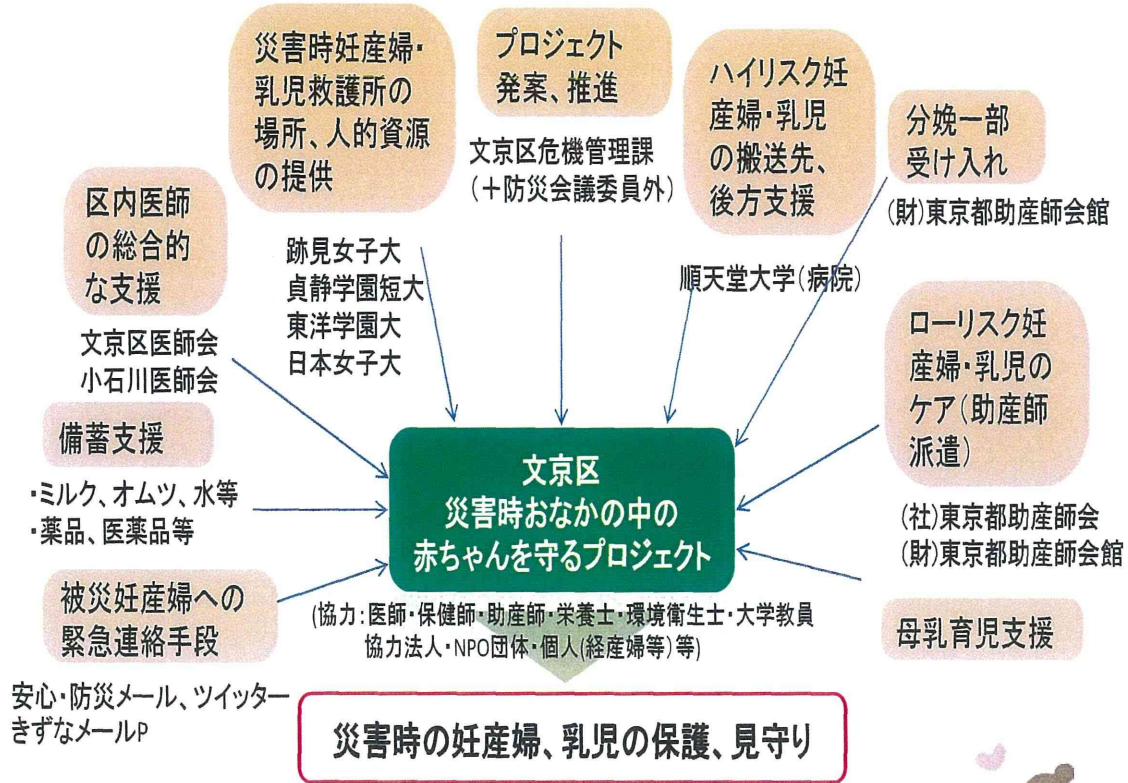 災害時妊産婦・
乳児救護所の
場所、人的資源
の提供
跡見女子大
貞静学園短大
東洋学園大
日本女子大
プロジェクト
発案、推進
文京区危機管理課
(＋防災会議委員外)
ハイリスク妊
産婦・乳児
の搬送先、
後方支援
順天堂大学(病院)
分娩一部
受け入れ
(財)東京都助産師会館
区内医師
の総合的
な支援
文京区医師会
小石川医師会
ローリスク妊
産婦・乳児の
ケア(助産師
派遣)
(社)東京都助産師会
(財)東京都助産師会館
備蓄支援
・ミルク、オムツ、水等
・薬品、医薬品等
文京区
災害時おなかの中の
赤ちゃんを守るプロジェクト
被災妊産婦への
緊急連絡手段
安心・防災メール、ツイッター
きずなメールP
(協力：医師・保健師・助産師・栄養士・環境衛生士・大学教員
協力法人・NPO団体・個人(経産婦等)等)
母乳育児支援
災害時の妊産婦、乳児の保護、見守り